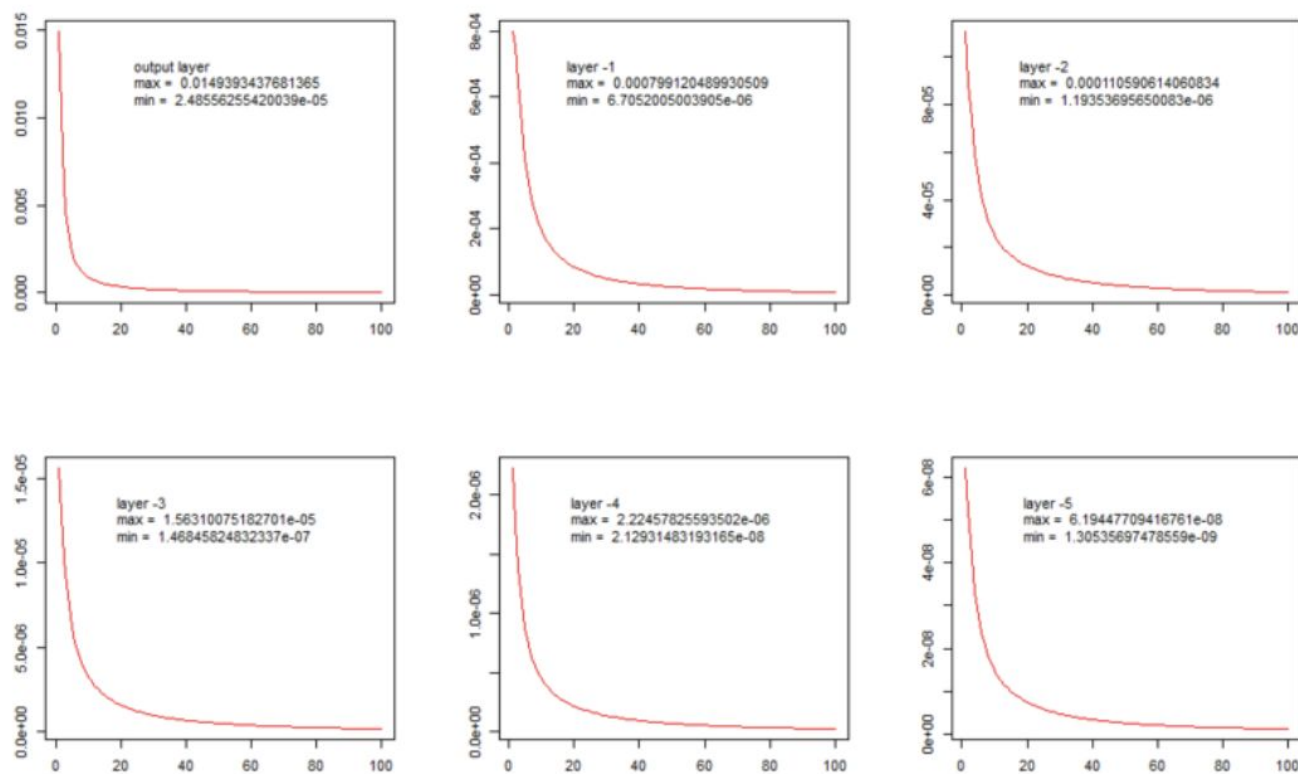 0.015
0.010
0.005
0.000
output layer
max = 0.0149393437681365
min = 2.48556255420039e-05
0 20 40 60 80 100
8e-04
6e-04
4e-04
2e-04
0e+00
layer -1
max = 0.000799120489930509
min = 6.7052005003905e-06
0 20 40 60 80 100
8e-05
4e-05
0e+00
layer -2
max = 0.000110590614060834
min = 1.19353695650083e-06
0 20 40 60 80 100
1.5e-05
1.0e-05
5.0e-06
0.0e+00
layer -3
max = 1.56310075182701e-05
min = 1.46845824832337e-07
0 20 40 60 80 100
2.0e-06
1.0e-06
0.0e+00
layer -4
max = 2.22457825593502e-06
min = 2.12931483193165e-08
0 20 40 60 80 100
6e-08
4e-08
2e-08
0e+00
layer -5
max = 6.19447709416761e-08
min = 1.30535697478559e-09
0 20 40 60 80 100